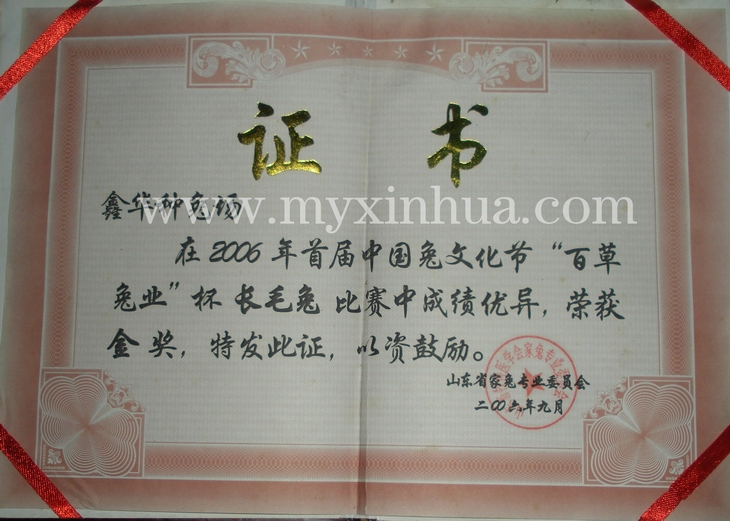 证 书
鑫华种兔场
www.myxinhua.com
在2006年首届中国兔文化节“百草
兔业”杯 长毛兔 比赛中成绩优异,荣获
金 奖,特发此证,以资鼓励。
山东省家兔专业委员会
二00六年九月